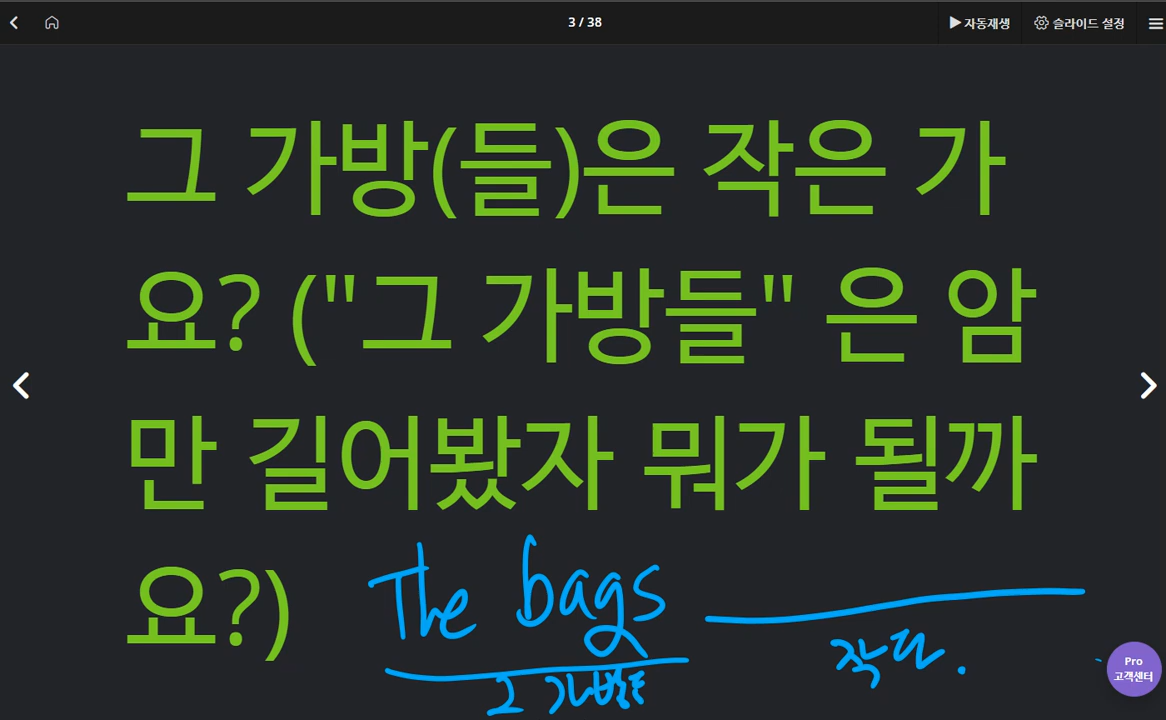 3 / 38
▶자동재생
슬라이드 설정
그 가방(들)은 작은 가
요? ("그 가방들" 은 암
만 길어봤자 뭐가 될까
요?)
The bags
그 가방들
작다.
Pro
고객센터